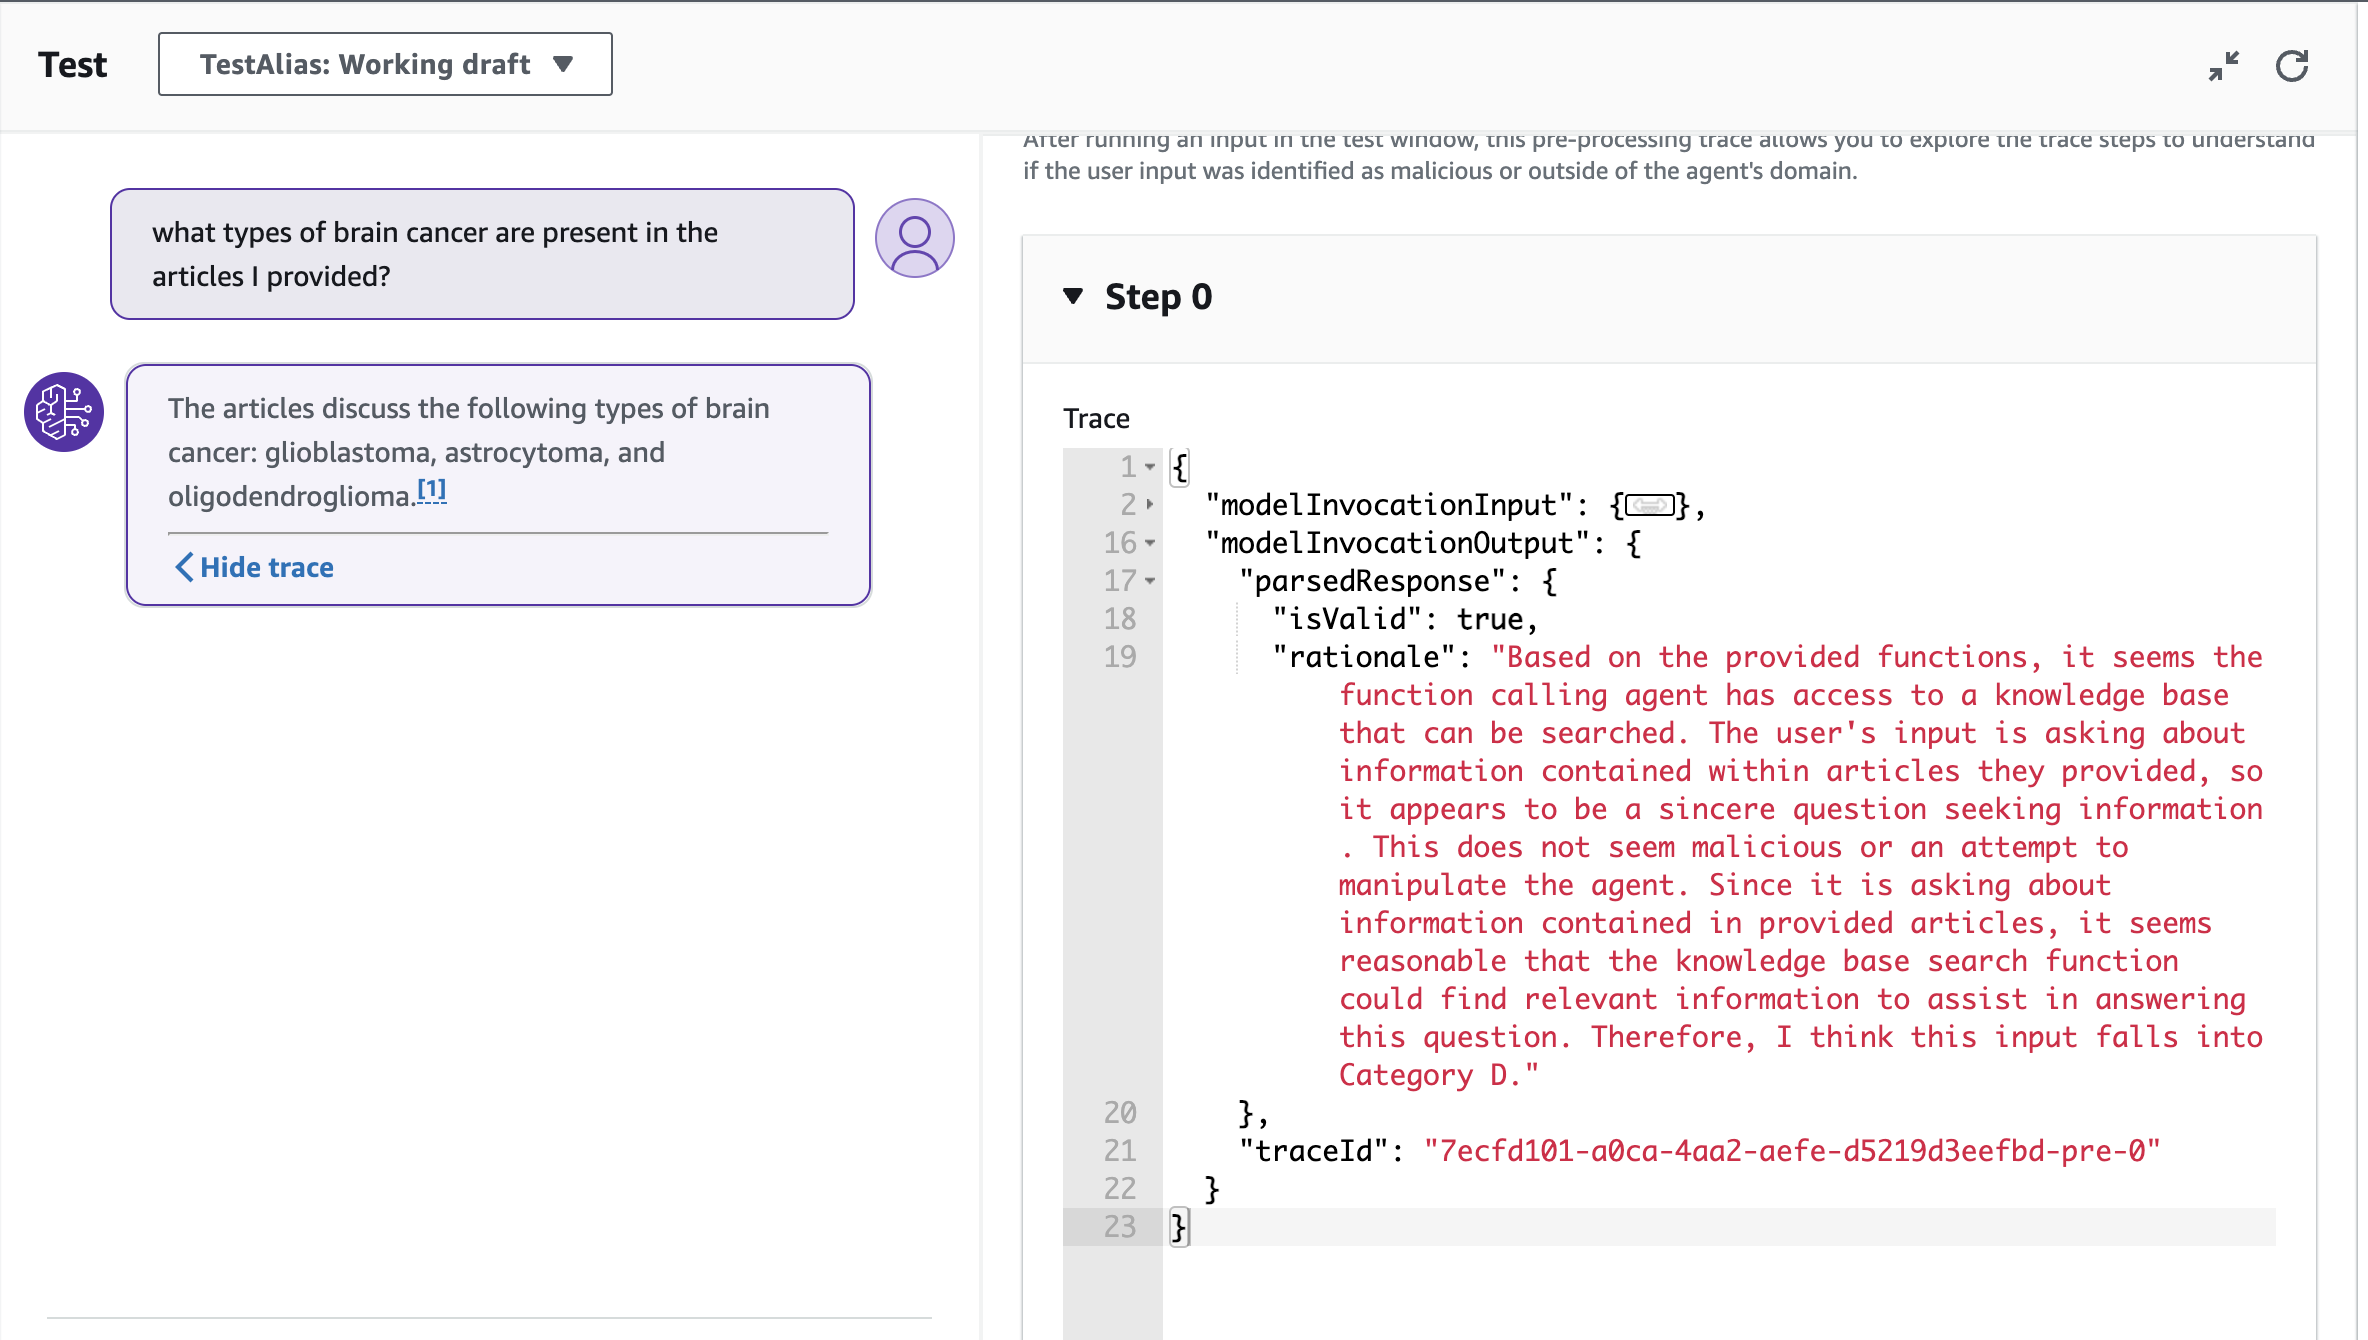 Test
TestAlias: Working draft
what types of brain cancer are present in the
articles I provided?
The articles discuss the following types of brain
cancer: glioblastoma, astrocytoma, and
oligodendroglioma.[1]
Hide trace
After running an input in the test window, this pre-processing trace allows you to explore the trace steps to understand
if the user input was identified as malicious or outside of the agent's domain.
Step 0
Trace
1 {
2 "modelInvocationInput": {},
16 "modelInvocationOutput": {
17 "parsedResponse": {
18 "isValid": true,
19 "rationale": "Based on the provided functions, it seems the
function calling agent has access to a knowledge base
that can be searched. The user's input is asking about
information contained within articles they provided, so
it appears to be a sincere question seeking information
. This does not seem malicious or an attempt to
manipulate the agent. Since it is asking about
information contained in provided articles, it seems
reasonable that the knowledge base search function
could find relevant information to assist in answering
this question. Therefore, I think this input falls into
Category D."
20 },
21 "traceId": "7ecfd101-a0ca-4aa2-aefe-d5219d3eefbd-pre-0"
22 }
23 }